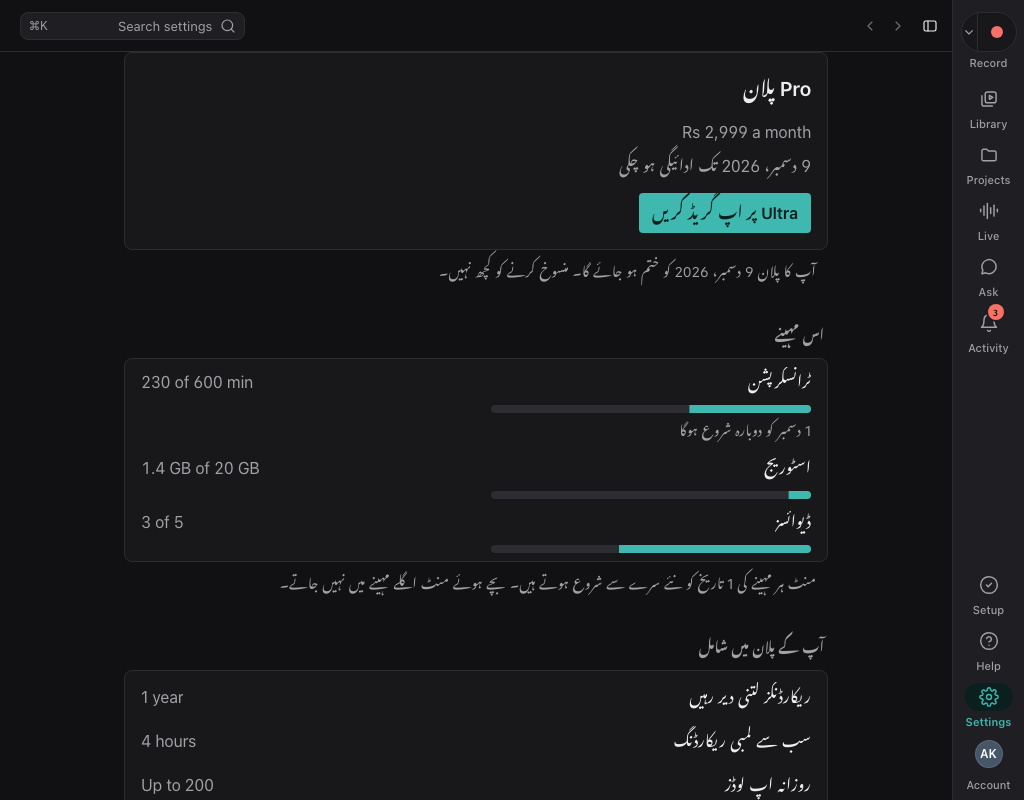 ⌘K
Search settings
Record
Library
Projects
Live
Ask
3
Activity
Setup
Help
Settings
AK
Account
Pro پلان
Rs 2,999 a month
9 دسمبر، 2026 تک ادائیگی ہو چکی
Ultra پر اپ گریڈ کریں
آپ کا پلان 9 دسمبر، 2026 کو ختم ہو جائے گا۔ منسوخ کرنے کو کچھ نہیں۔
اس مہینے
ٹرانسکرپشن
230 of 600 min
1 دسمبر کو دوبارہ شروع ہوگا
اسٹوریج
1.4 GB of 20 GB
ڈیوائسز
3 of 5
منٹ ہر مہینے کی 1 تاریخ کو نئے سرے سے شروع ہوتے ہیں۔ بچے ہوئے منٹ اگلے مہینے میں نہیں جاتے۔
آپ کے پلان میں شامل
ریکارڈنگز کتنی دیر رہیں
1 year
سب سے لمبی ریکارڈنگ
4 hours
روزانہ اپ لوڈز
Up to 200